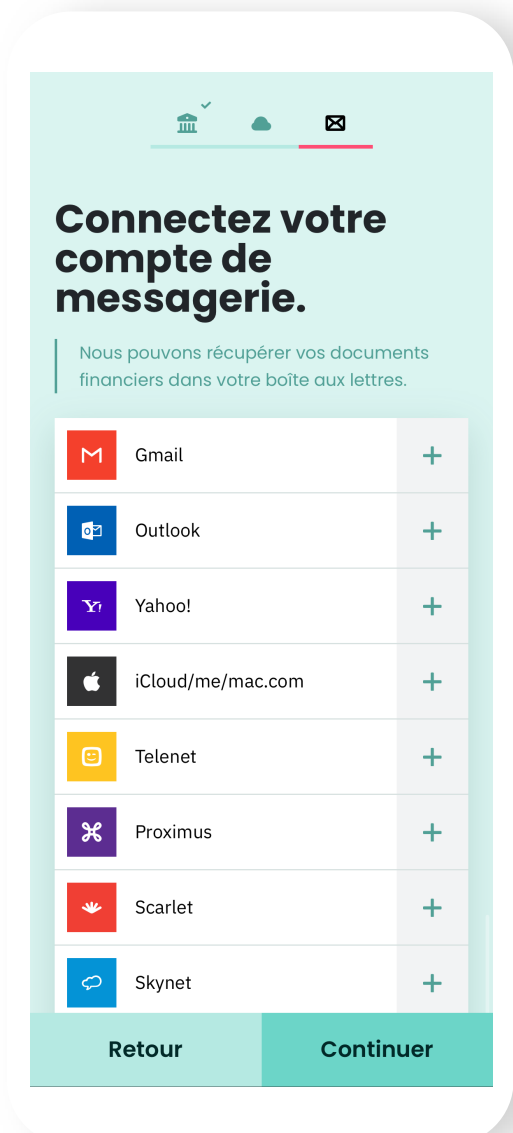 Connectez votre
compte de
messagerie.
Nous pouvons récupérer vos documents
financiers dans votre boîte aux lettres.
Gmail
Outlook
Yahoo!
iCloud/me/mac.com
Telenet
Proximus
Scarlet
Skynet
Retour
Continuer